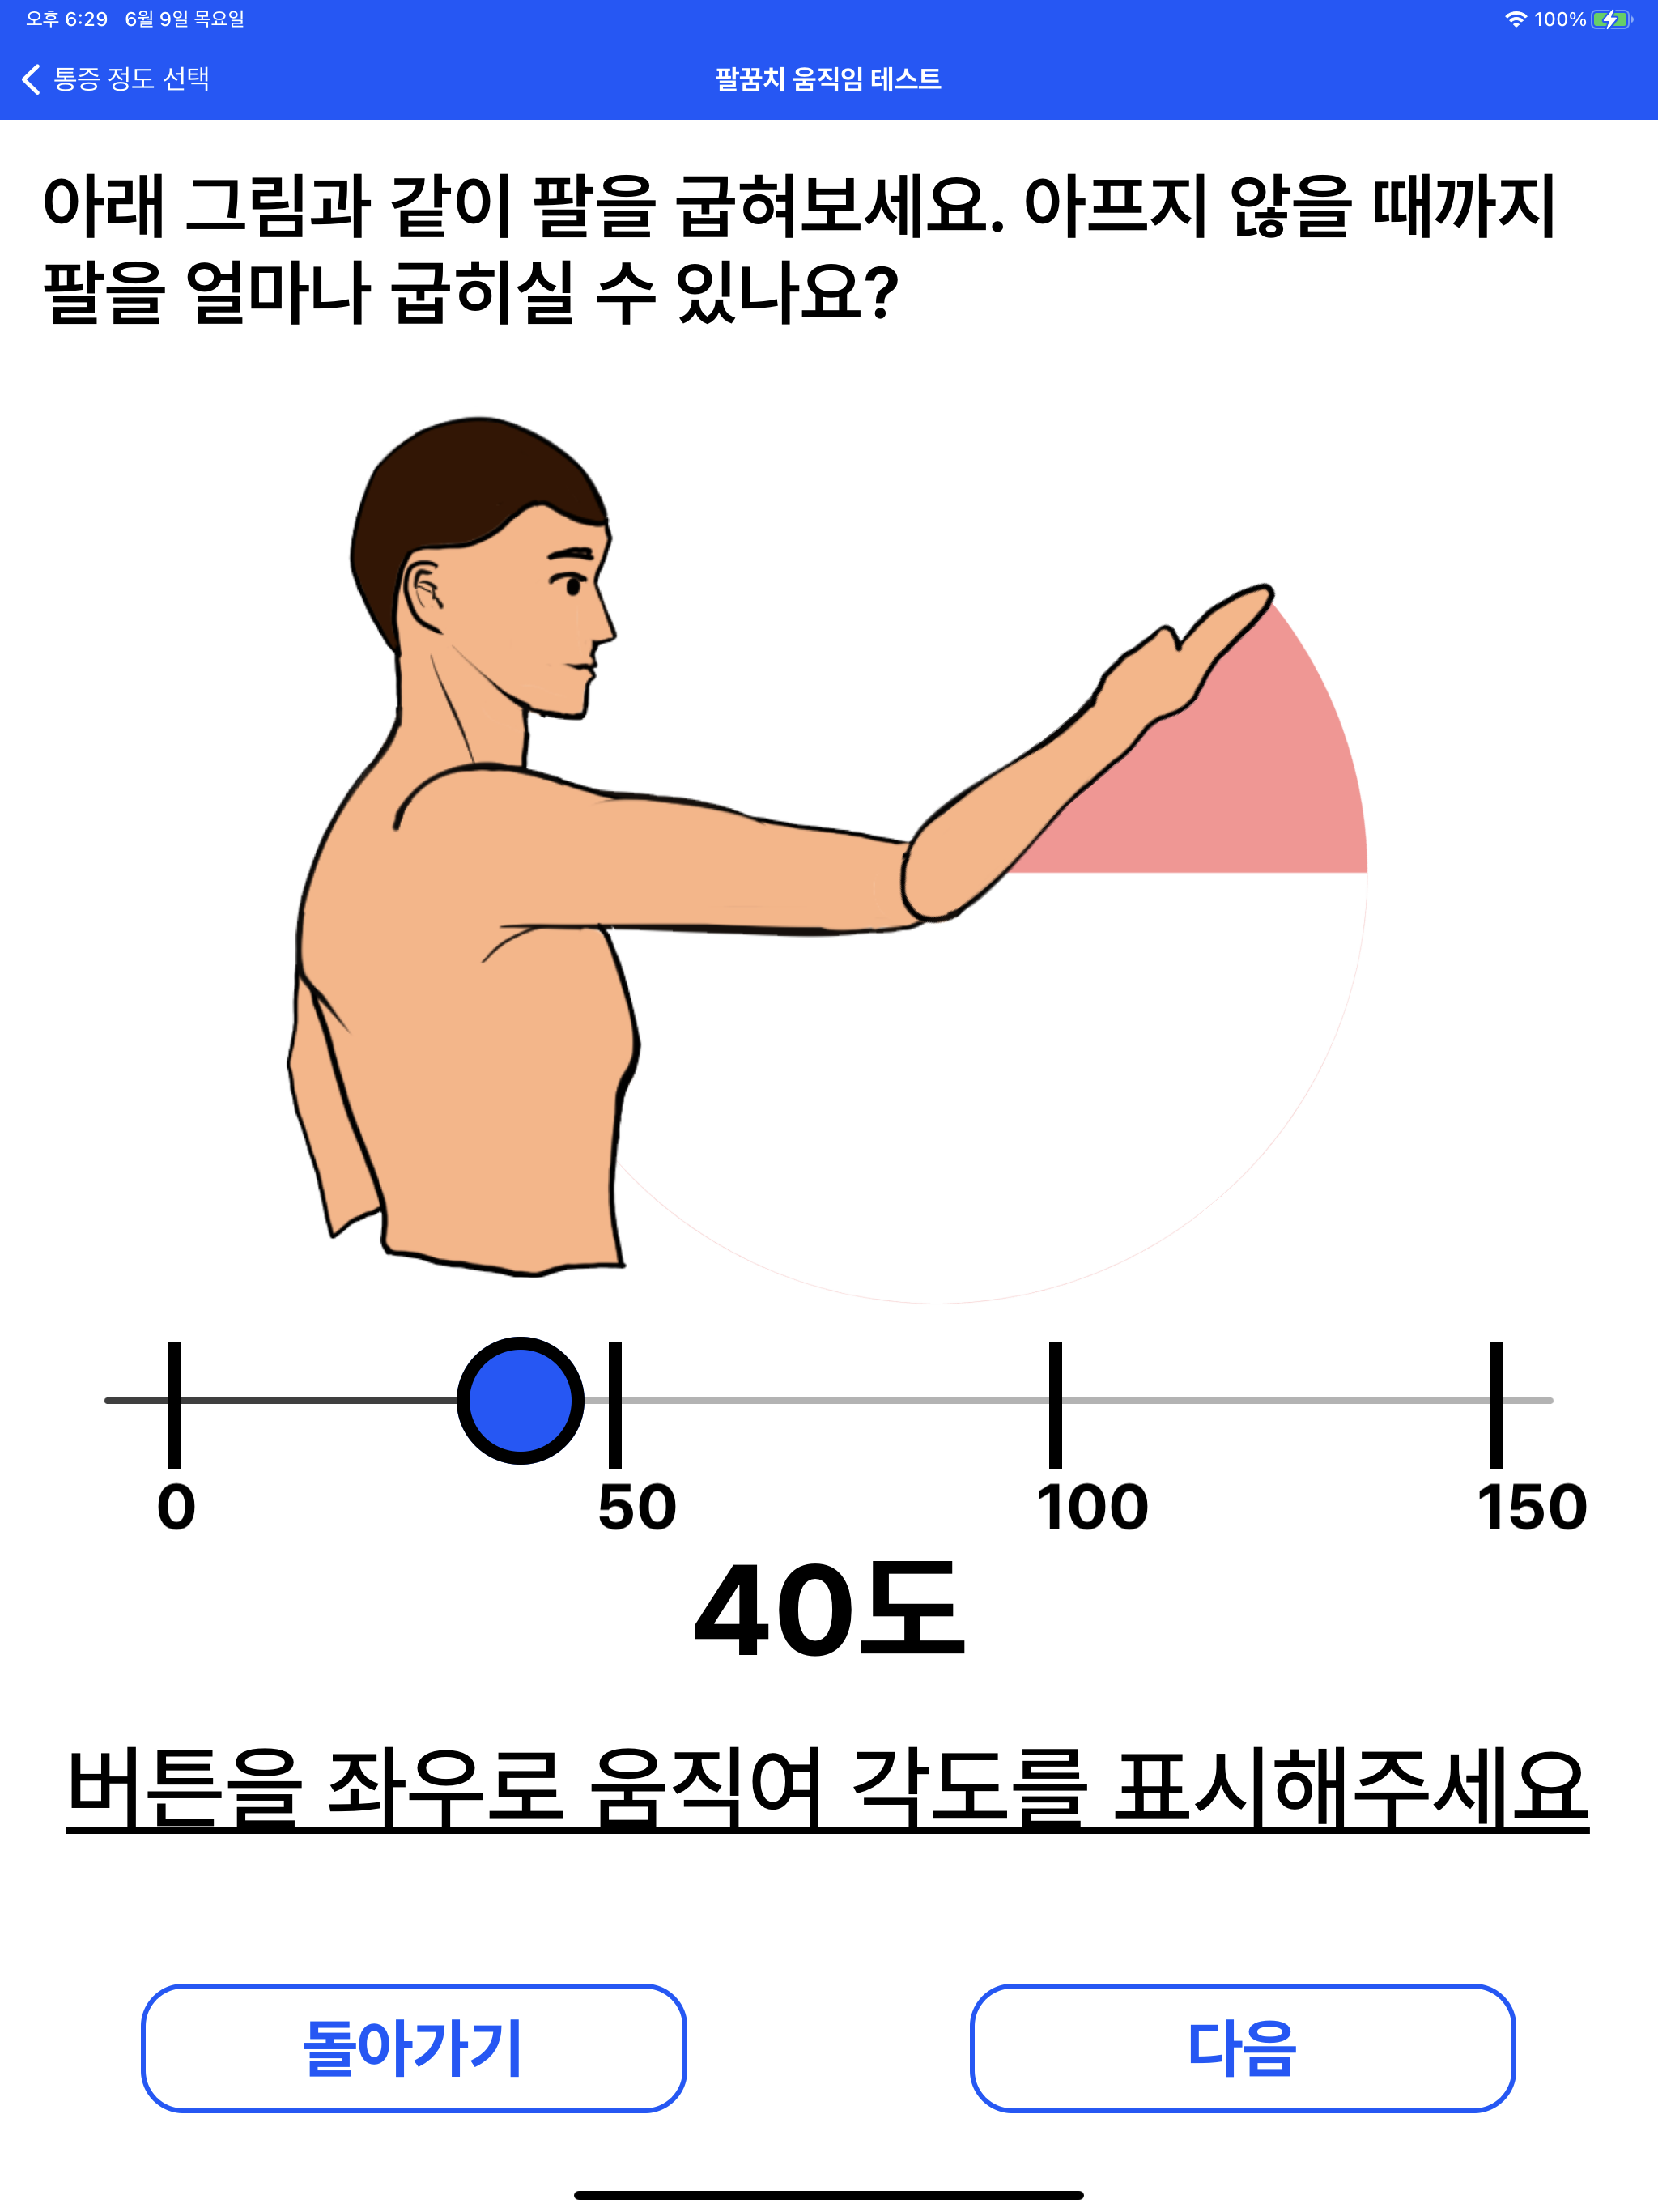 오후 6:29 6월 9일 목요일 100%
통증 정도 선택 팔꿈치 움직임 테스트
아래 그림과 같이 팔을 굽혀보세요. 아프지 않을 때까지
팔을 얼마나 굽히실 수 있나요?
0 50 100 150
40도
버튼을 좌우로 움직여 각도를 표시해주세요
돌아가기 다음